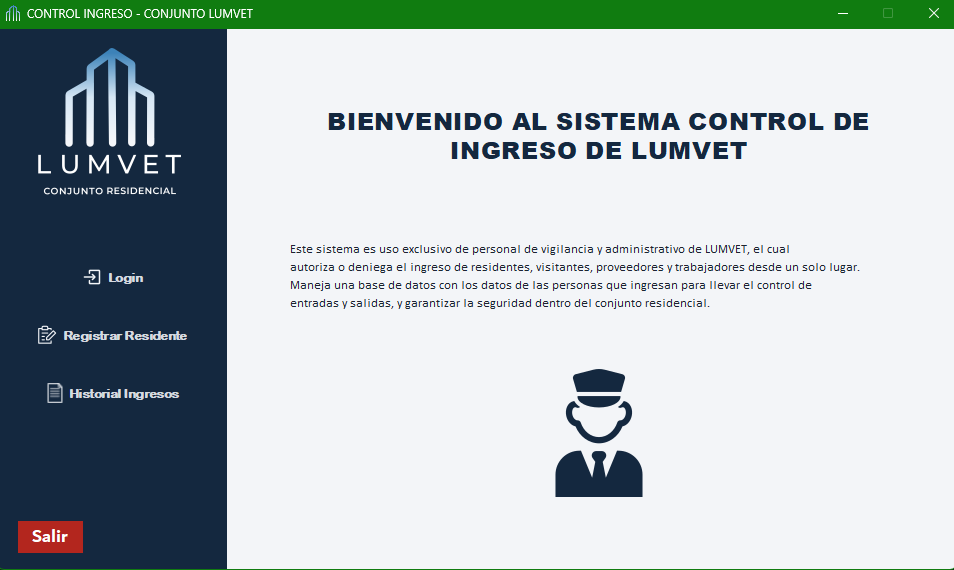 CONTROL INGRESO - CONJUNTO LUMVET
LUMVET
CONJUNTO RESIDENCIAL
Login
Registrar Residente
Historial Ingresos
Salir
BIENVENIDO AL SISTEMA CONTROL DE
INGRESO DE LUMVET
Este sistema es uso exclusivo de personal de vigilancia y administrativo de LUMVET, el cual
autoriza o deniega el ingreso de residentes, visitantes, proveedores y trabajadores desde un solo lugar.
Maneja una base de datos con los datos de las personas que ingresan para llevar el control de
entradas y salidas, y garantizar la seguridad dentro del conjunto residencial.